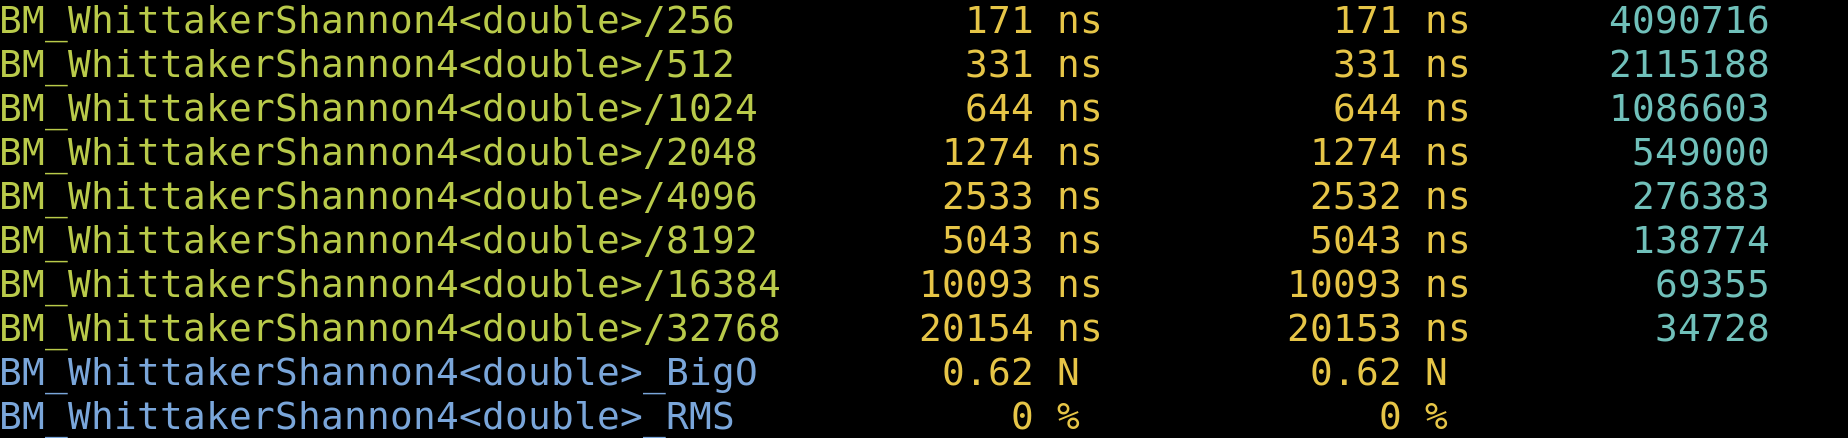 BM_WhittakerShannon4<double>/256 171 ns 171 ns 4090716
BM_WhittakerShannon4<double>/512 331 ns 331 ns 2115188
BM_WhittakerShannon4<double>/1024 644 ns 644 ns 1086603
BM_WhittakerShannon4<double>/2048 1274 ns 1274 ns 549000
BM_WhittakerShannon4<double>/4096 2533 ns 2532 ns 276383
BM_WhittakerShannon4<double>/8192 5043 ns 5043 ns 138774
BM_WhittakerShannon4<double>/16384 10093 ns 10093 ns 69355
BM_WhittakerShannon4<double>/32768 20154 ns 20153 ns 34728
BM_WhittakerShannon4<double>_BigO 0.62 N 0.62 N
BM_WhittakerShannon4<double>_RMS 0 % 0 %